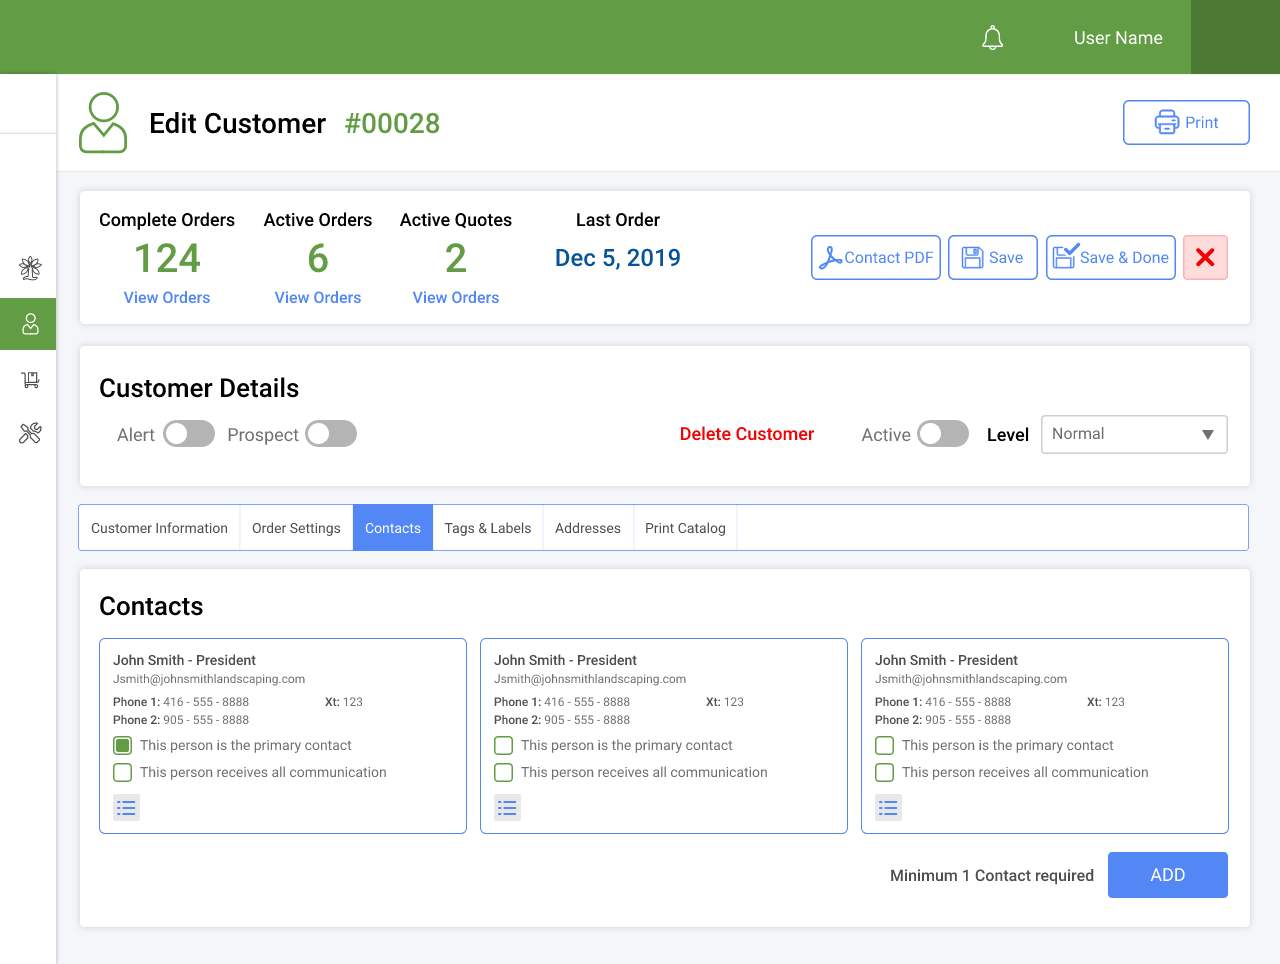 User Name
Edit Customer #00028
Print
Complete Orders Active Orders Active Quotes Last Order
124 6 2 Dec 5, 2019
View Orders View Orders View Orders
Contact PDF Save Save & Done
Customer Details
Alert Prospect Delete Customer Active Level Normal
Customer Information Order Settings Contacts Tags & Labels Addresses Print Catalog
Contacts
John Smith - President
Jsmith@johnsmithlandscaping.com
Phone 1: 416 - 555 - 8888 Xt: 123
Phone 2: 905 - 555 - 8888
This person is the primary contact
This person receives all communication
John Smith - President
Jsmith@johnsmithlandscaping.com
Phone 1: 416 - 555 - 8888 Xt: 123
Phone 2: 905 - 555 - 8888
This person is the primary contact
This person receives all communication
John Smith - President
Jsmith@johnsmithlandscaping.com
Phone 1: 416 - 555 - 8888 Xt: 123
Phone 2: 905 - 555 - 8888
This person is the primary contact
This person receives all communication
Minimum 1 Contact required ADD